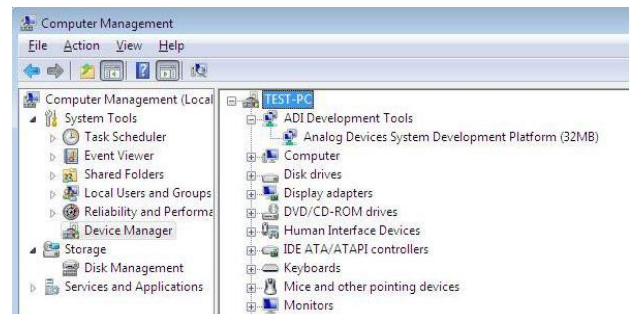 Computer Management
File Action View Help
Computer Management (Local
System Tools
Task Scheduler
Event Viewer
Shared Folders
Local Users and Groups
Reliability and Performa
Device Manager
Storage
Disk Management
Services and Applications
TEST-PC
ADI Development Tools
Analog Devices System Development Platform (32MB)
Computer
Disk drives
Display adapters
DVD/CD-ROM drives
Human Interface Devices
IDE ATA/ATAPI controllers
Keyboards
Mice and other pointing devices
Monitors